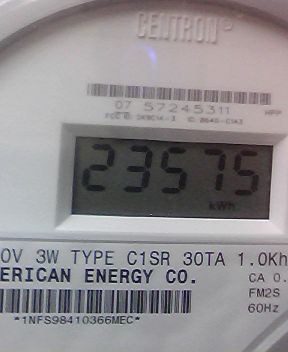 CENTRON
07 57245311
23575
kWh
0V 3W TYPE C1SR 30TA 1.0Kh
ERICAN ENERGY CO.
CA 0.
FM2S
60Hz
*1NFS98410366MEC*